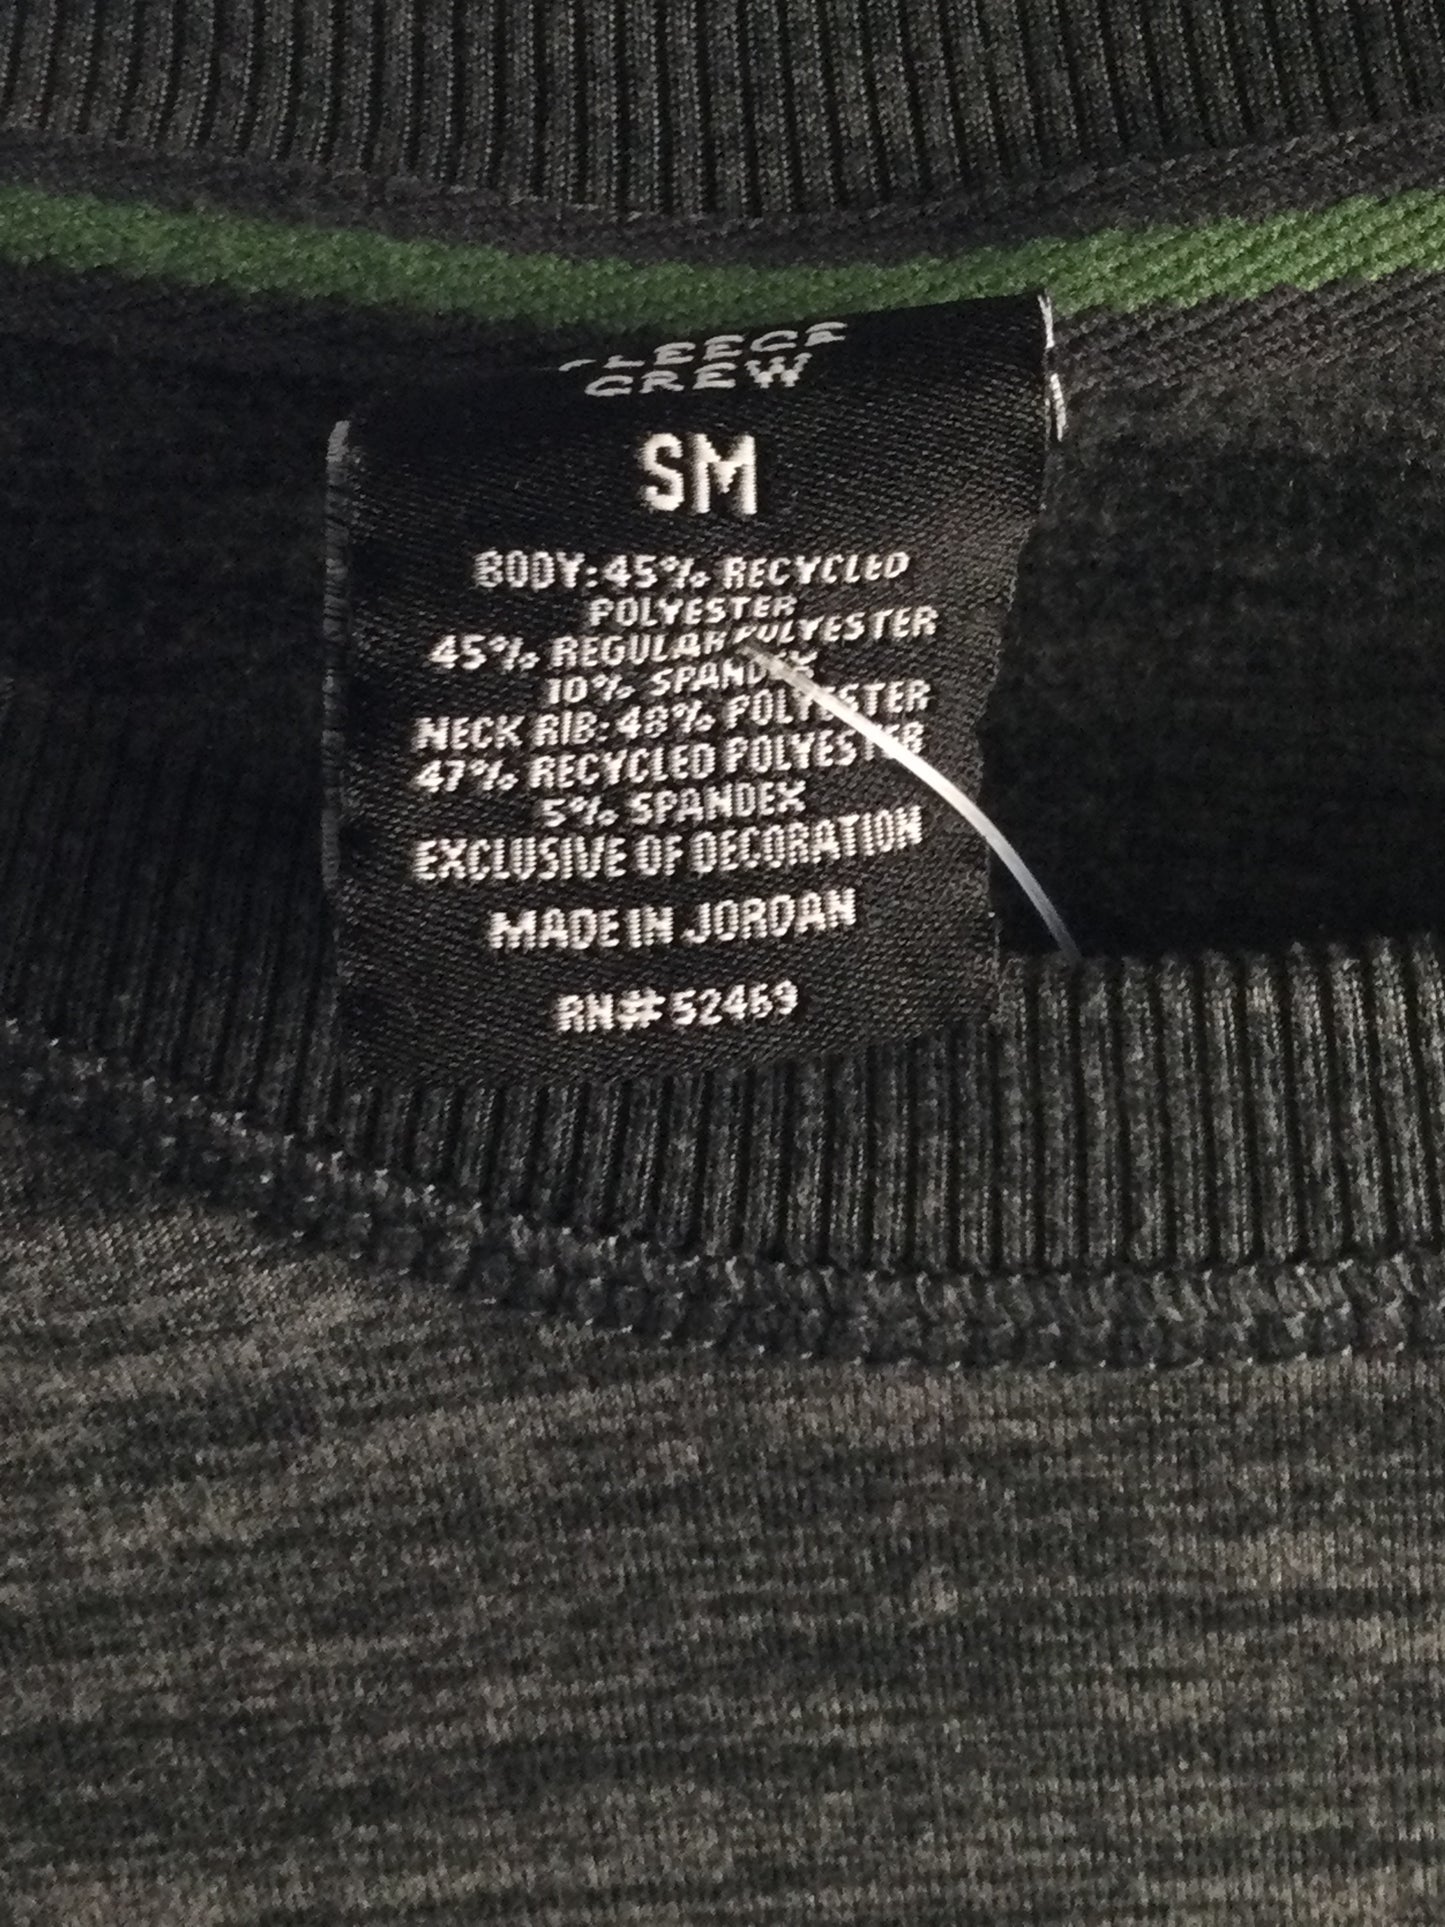 FLEECE
CREW
SM
BODY:45% RECYCLED
POLYESTER
45% REGULAR POLYESTER
10% SPANDEX
NECK RIB:48% POLYESTER
47% RECYCLED POLYESTER
5% SPANDEX
EXCLUSIVE OF DECORATION
MADE IN JORDAN
RN# 52469